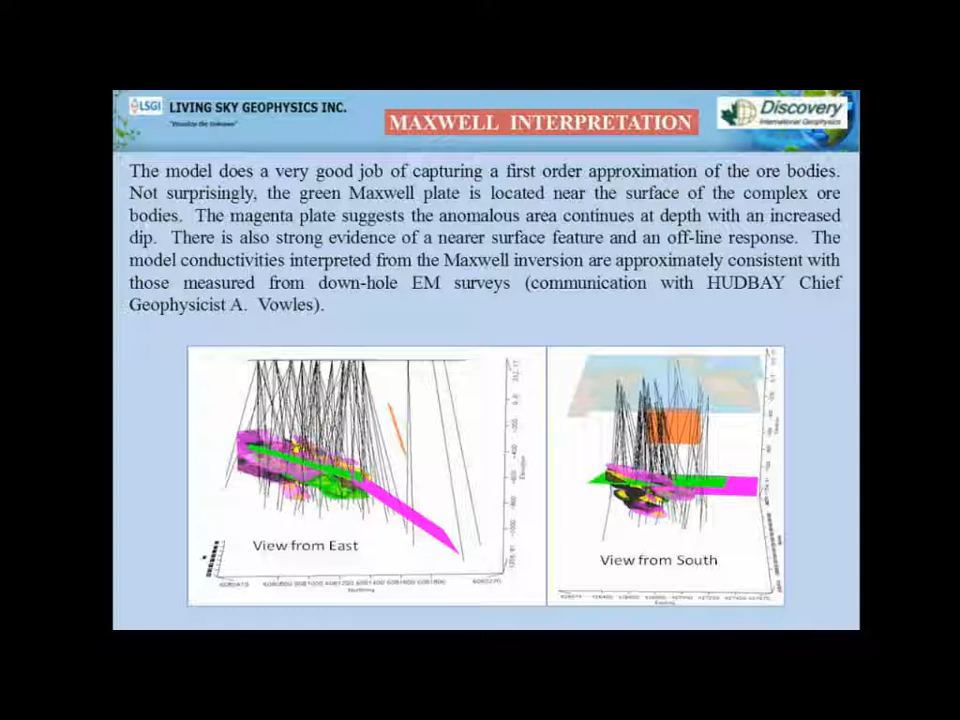 LSGI LIVING SKY GEOPHYSICS INC.
"Visualize the Unknown"
MAXWELL INTERPRETATION
Discovery
International Geophysics
The model does a very good job of capturing a first order approximation of the ore bodies.
Not surprisingly, the green Maxwell plate is located near the surface of the complex ore
bodies. The magenta plate suggests the anomalous area continues at depth with an increased
dip. There is also strong evidence of a nearer surface feature and an off-line response. The
model conductivities interpreted from the Maxwell inversion are approximately consistent with
those measured from down-hole EM surveys (communication with HUDBAY Chief
Geophysicist A. Vowles).
View from East
Elevation
Northing
View from South
Easting